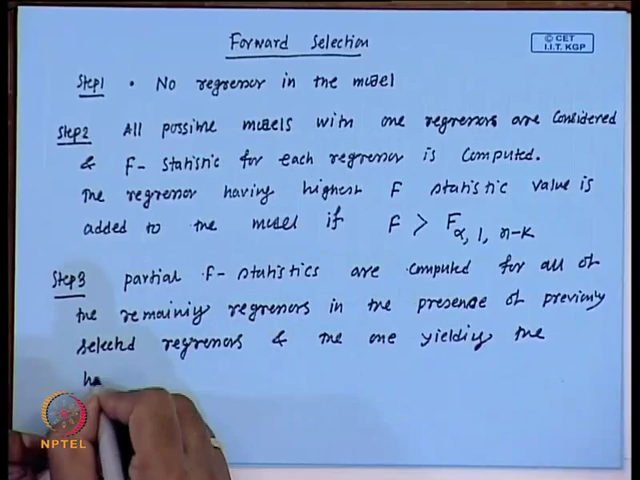 Forward Selection
© CET
I.I.T. KGP
Step1 • No regressor in the model
Step2 All possible models with one regressors are considered
& F- statistic for each regressor is computed.
The regressor having highest F statistic value is
added to the model if F > F α, 1, n-k
Step3 partial F-statistics are computed for all of
the remaining regressors in the presence of previously
selected regressors & the one yielding the
NPTEL